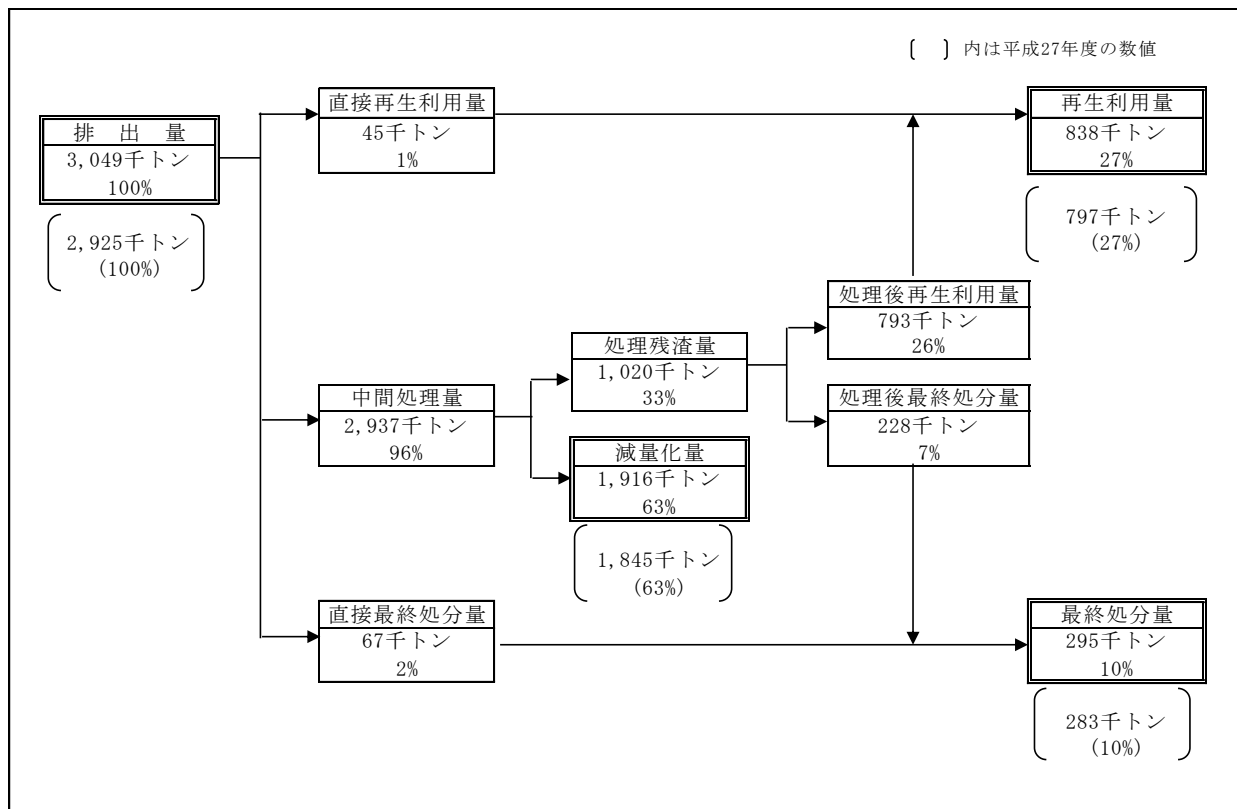 〔　〕内は平成27年度の数値
排　出　量
3,049千トン
100%
2,925千トン
(100%)
直接再生利用量
45千トン
1%
中間処理量
2,937千トン
96%
直接最終処分量
67千トン
2%
処理残渣量
1,020千トン
33%
減量化量
1,916千トン
63%
1,845千トン
(63%)
処理後再生利用量
793千トン
26%
処理後最終処分量
228千トン
7%
再生利用量
838千トン
27%
797千トン
(27%)
最終処分量
295千トン
10%
283千トン
(10%)